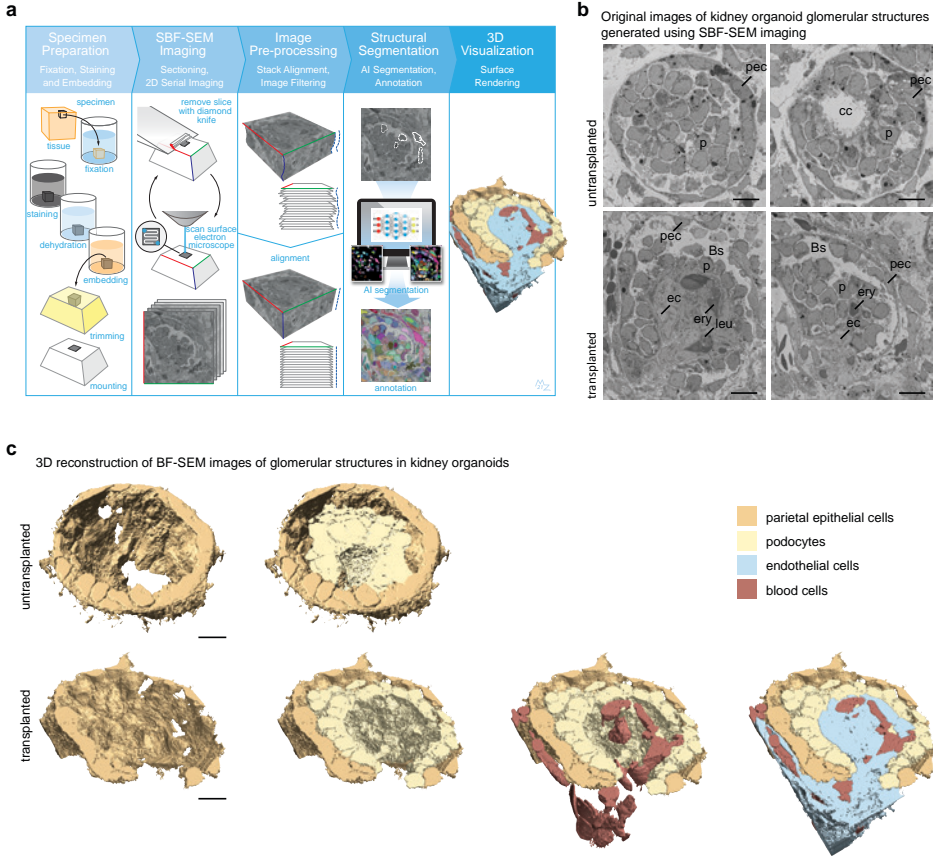 a
Specimen
Preparation
Fixation, Staining
and Embedding
SBF-SEM
Imaging
Sectioning,
2D Serial Imaging
Image
Pre-processing
Stack Alignment,
Image Filtering
Structural
Segmentation
AI Segmentation,
Annotation
3D
Visualization
Surface
Rendering
specimen
tissue
fixation
staining
dehydration
embedding
trimming
mounting
remove slice
with diamond
knife
scan surface
electron
microscope
alignment
AI segmentation
annotation
b
Original images of kidney organoid glomerular structures
generated using SBF-SEM imaging
untransplanted
pec
p
pec
cc
p
transplanted
pec
Bs
p
ec
ery
leu
Bs
pec
p
ery
ec
c
3D reconstruction of BF-SEM images of glomerular structures in kidney organoids
untransplanted
transplanted
parietal epithelial cells
podocytes
endothelial cells
blood cells